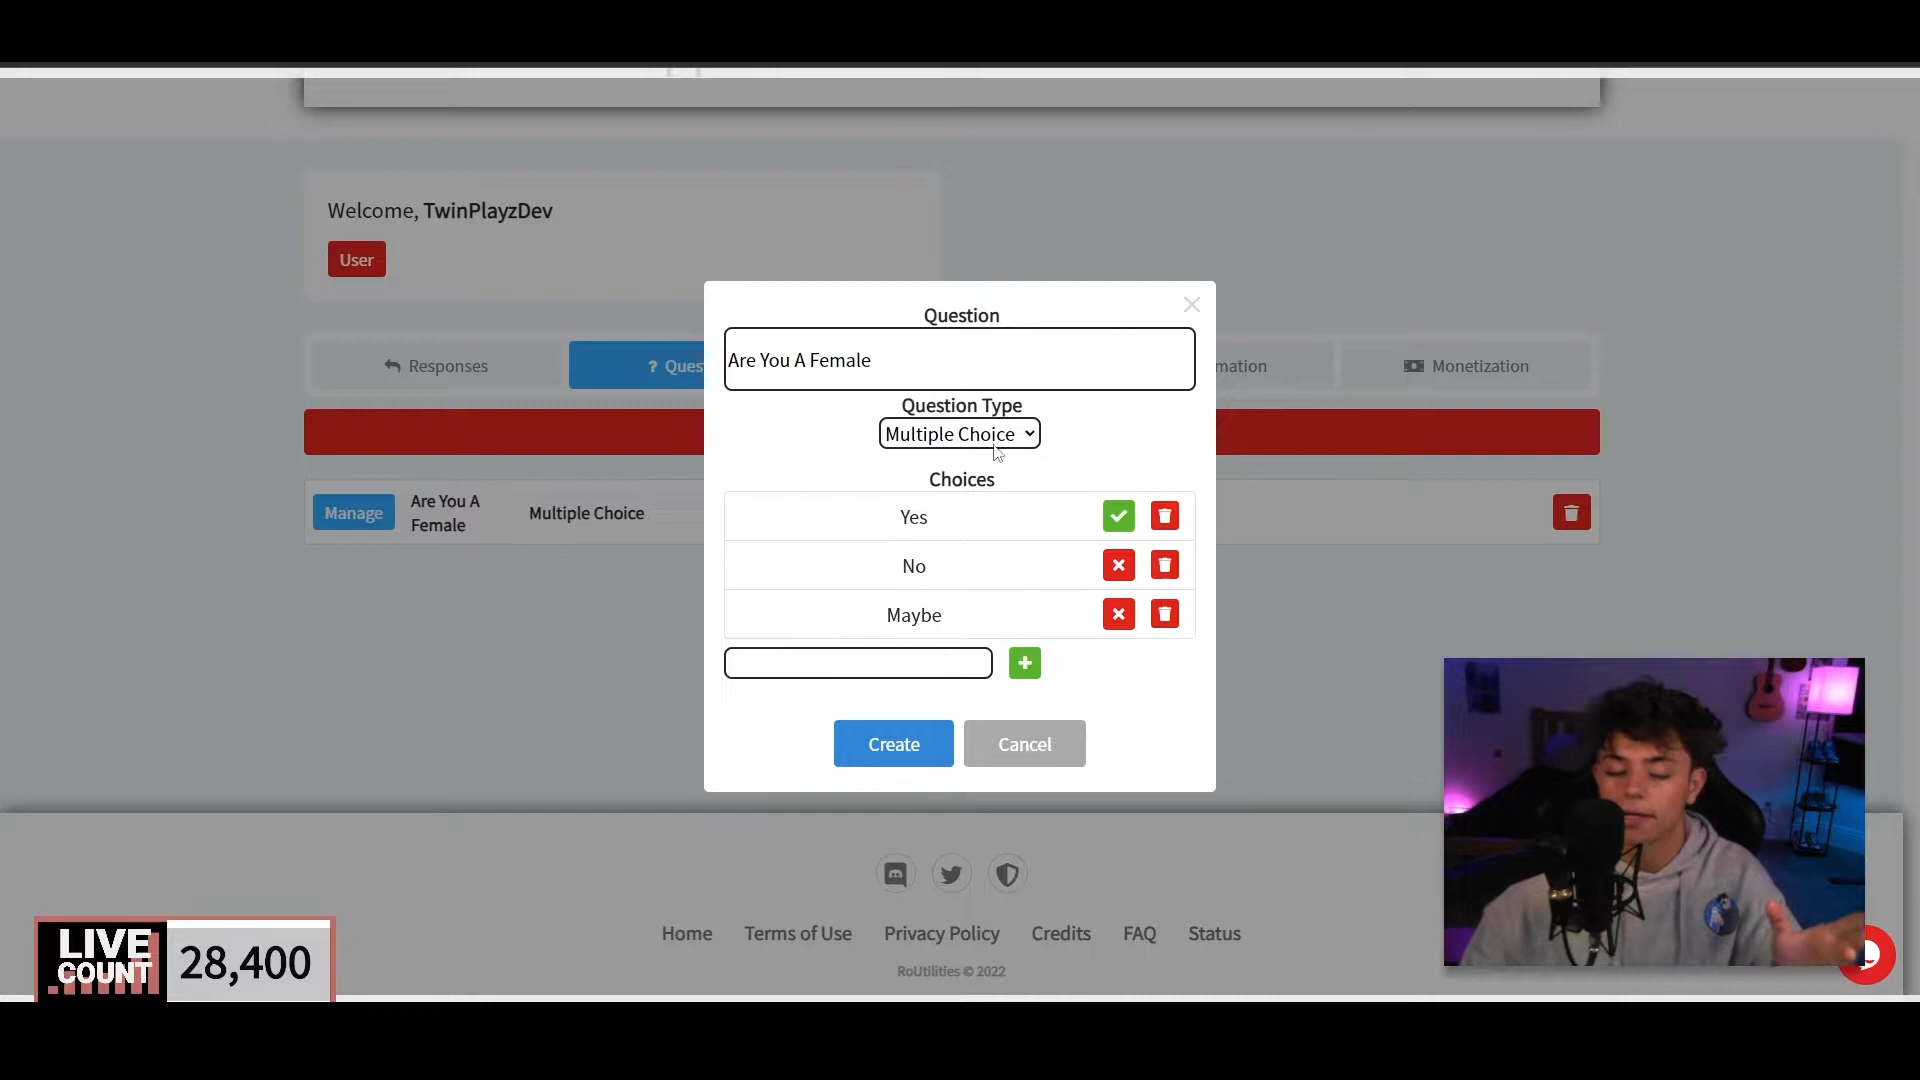 Welcome, TwinPlayzDev
User
Question
Are You A Female
Responses
? Ques
mation
Monetization
Question Type
Multiple Choice
Choices
Manage
Are You A
Female
Multiple Choice
Yes
No
Maybe
Create
Cancel
Home
Terms of Use
Privacy Policy
Credits
FAQ
Status
RoUtilities © 2022
LIVE
COUNT
28,400